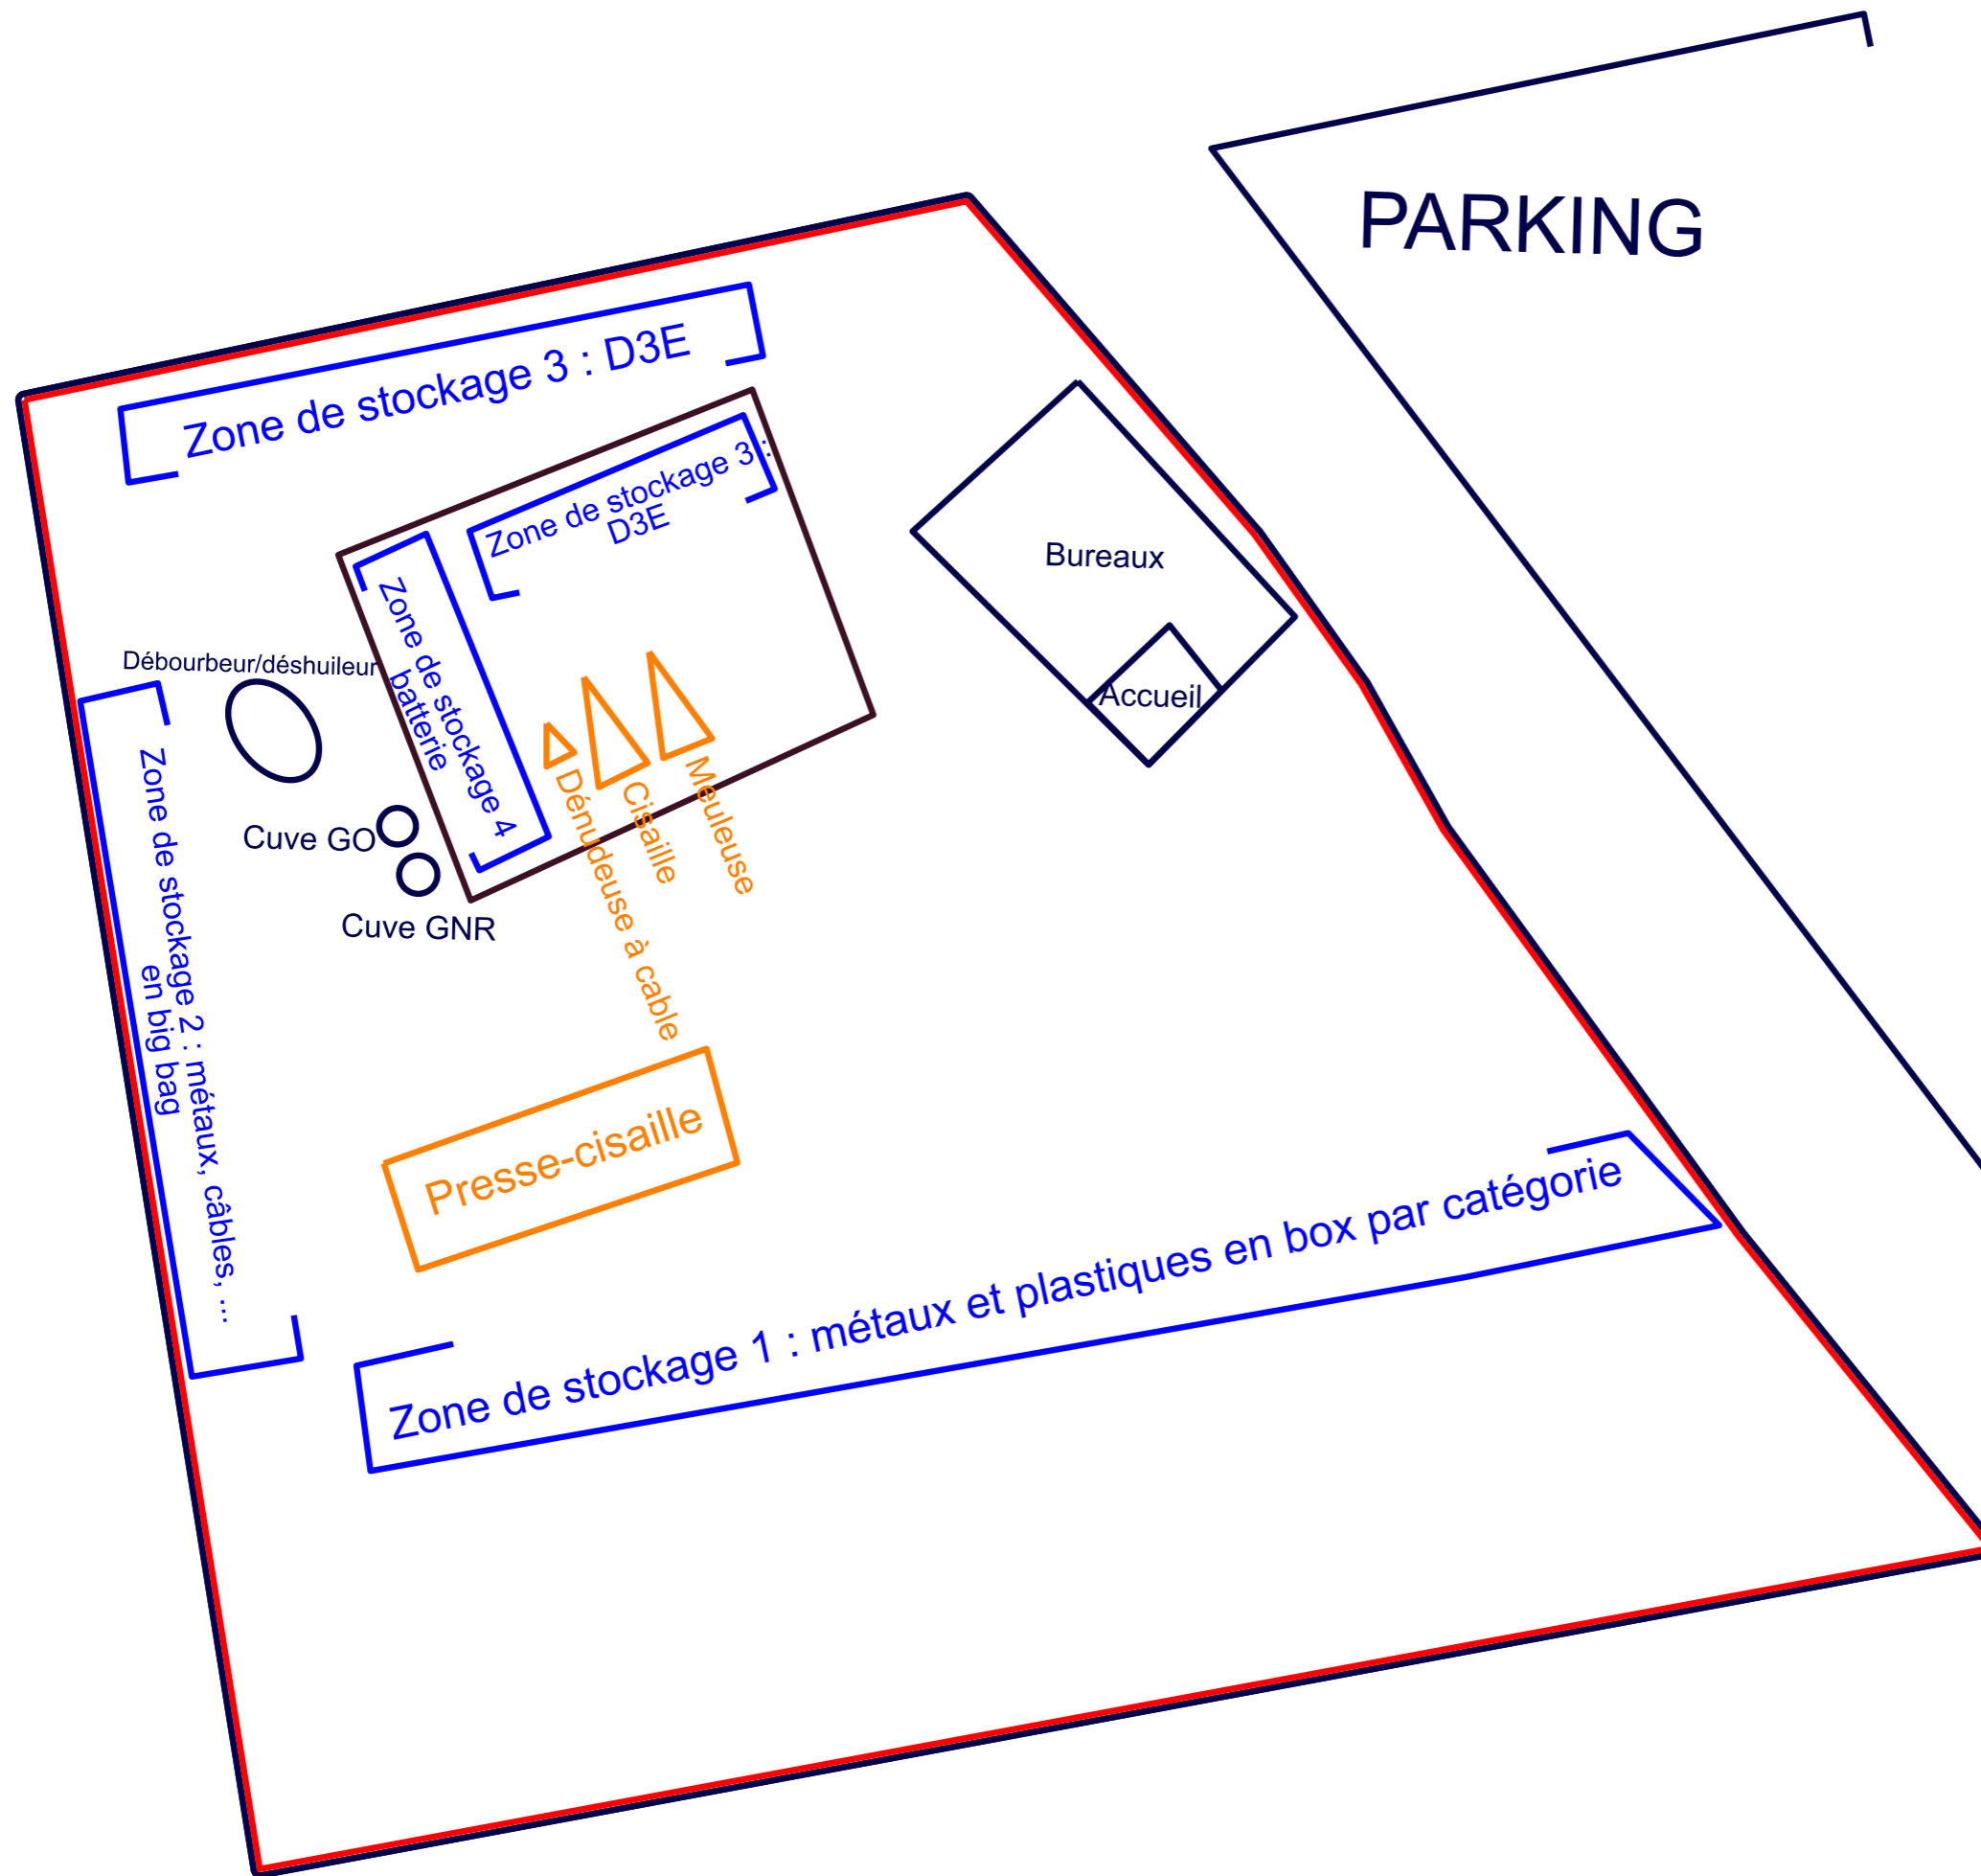 PARKING
Zone de stockage 3 : D3E
Zone de stockage 3 :
D3E
Bureaux
Accueil
Zone de stockage 4
batterie
Débourbeur/déshuileur
Cuve GO
Cuve GNR
Dénudeuse à cable
Cisaille
Meuleuse
Zone de stockage 2 : métaux, câbles, ...
en big bag
Presse-cisaille
Zone de stockage 1 : métaux et plastiques en box par catégorie